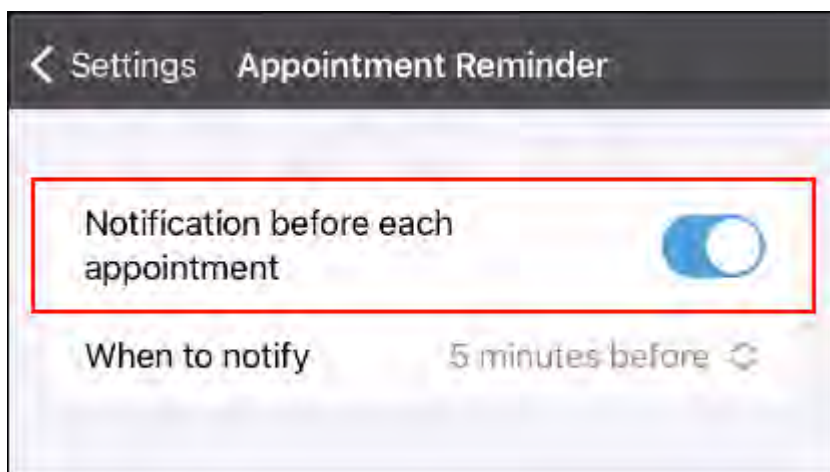 Settings Appointment Reminder
Notification before each
appointment
When to notify 5 minutes before